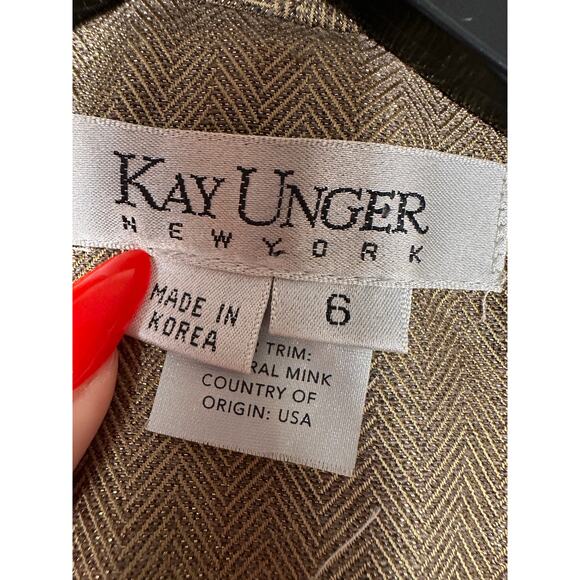 KAY UNGER
NEW YORK
MADE IN
KOREA
6
TRIM:
MINK
COUNTRY OF
ORIGIN: USA